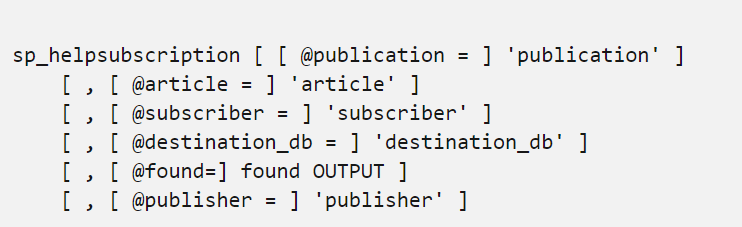 sp_helpsubscription [ [ @publication = ] 'publication' ]
[ , [ @article = ] 'article' ]
[ , [ @subscriber = ] 'subscriber' ]
[ , [ @destination_db = ] 'destination_db' ]
[ , [ @found=] found OUTPUT ]
[ , [ @publisher = ] 'publisher' ]